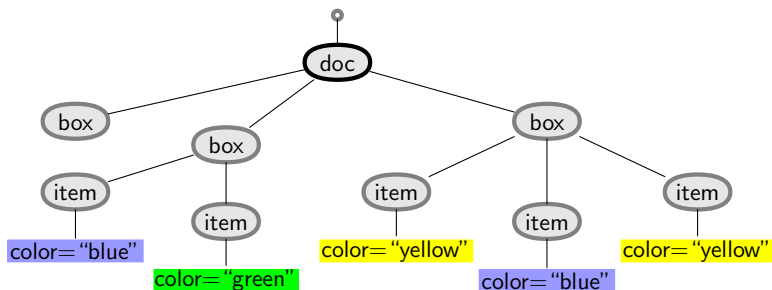 doc
box
box
box
item
item
item
item
item
color=“blue”
color=“green”
color=“yellow”
color=“blue”
color=“yellow”